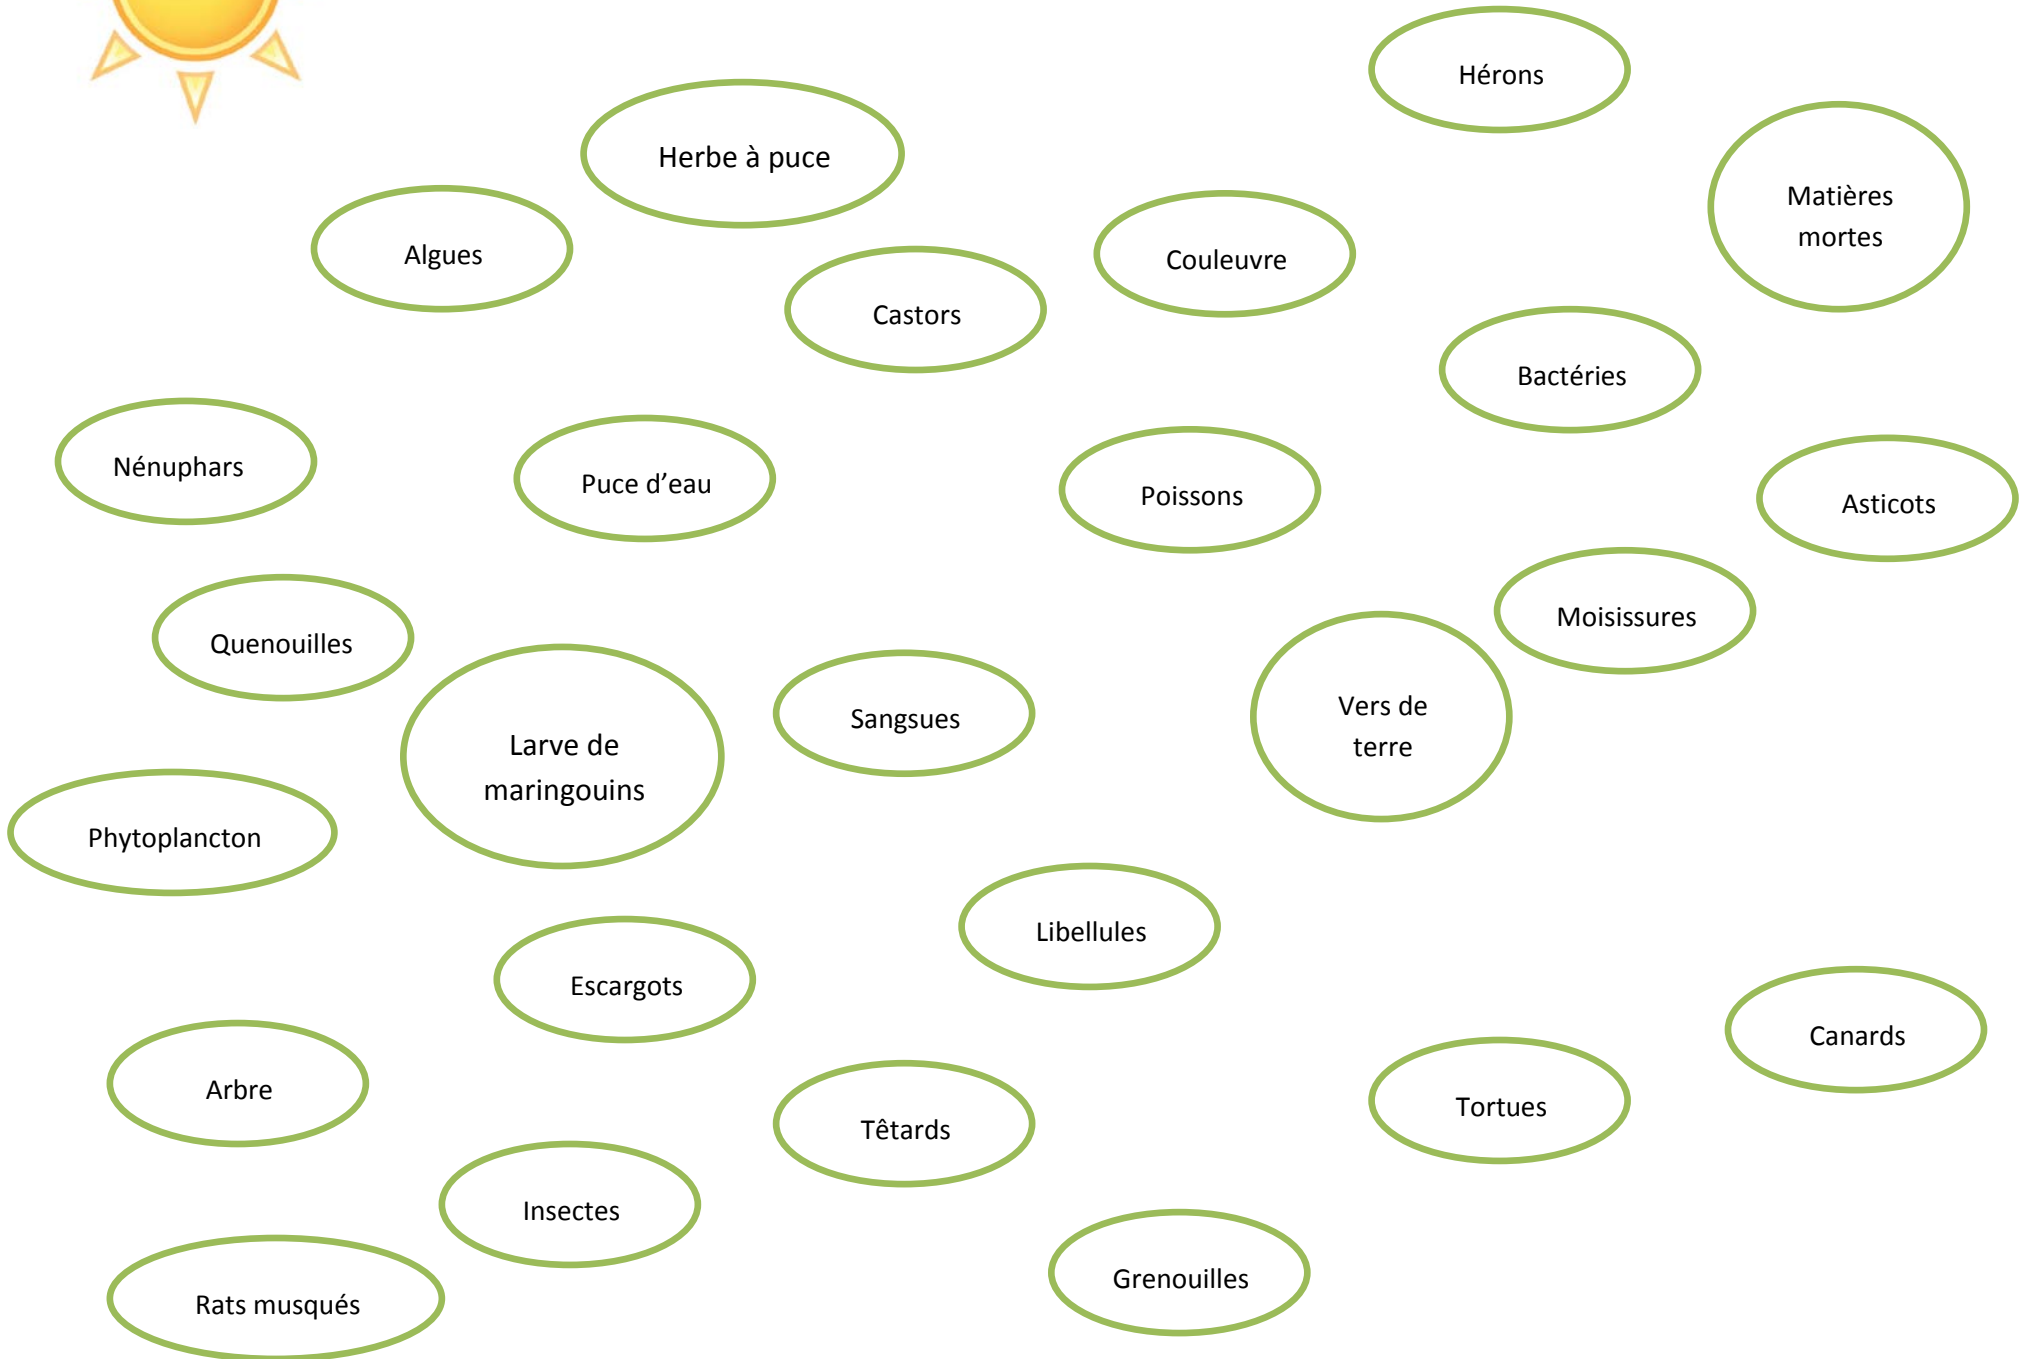 Hérons
Herbe à puce
Matières
mortes
Algues
Couleuvre
Castors
Bactéries
Nénuphars
Puce d’eau
Poissons
Asticots
Quenouilles
Moisissures
Larve de
maringouins
Sangsues
Vers de
terre
Phytoplancton
Libellules
Escargots
Canards
Arbre
Têtards
Tortues
Insectes
Grenouilles
Rats musqués